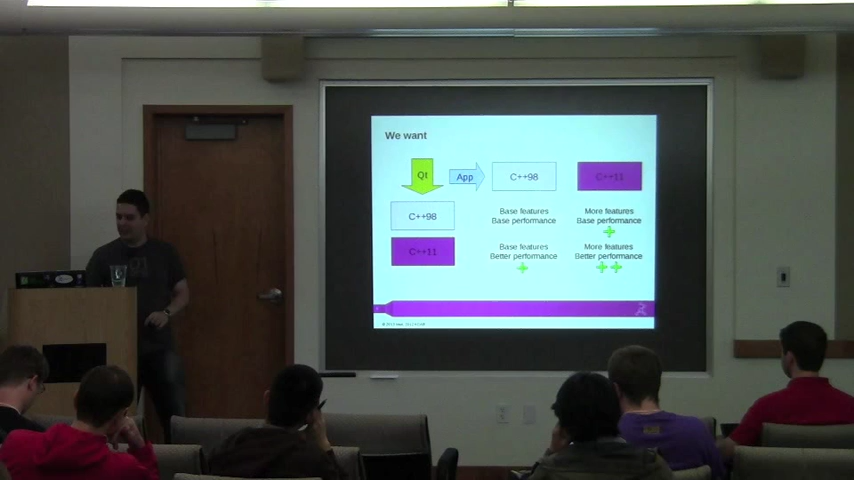 We want
Qt
App
C++98
C++11
C++98
Base features
Base performance
More features
Base performance
C++11
Base features
Better performance
More features
Better performance